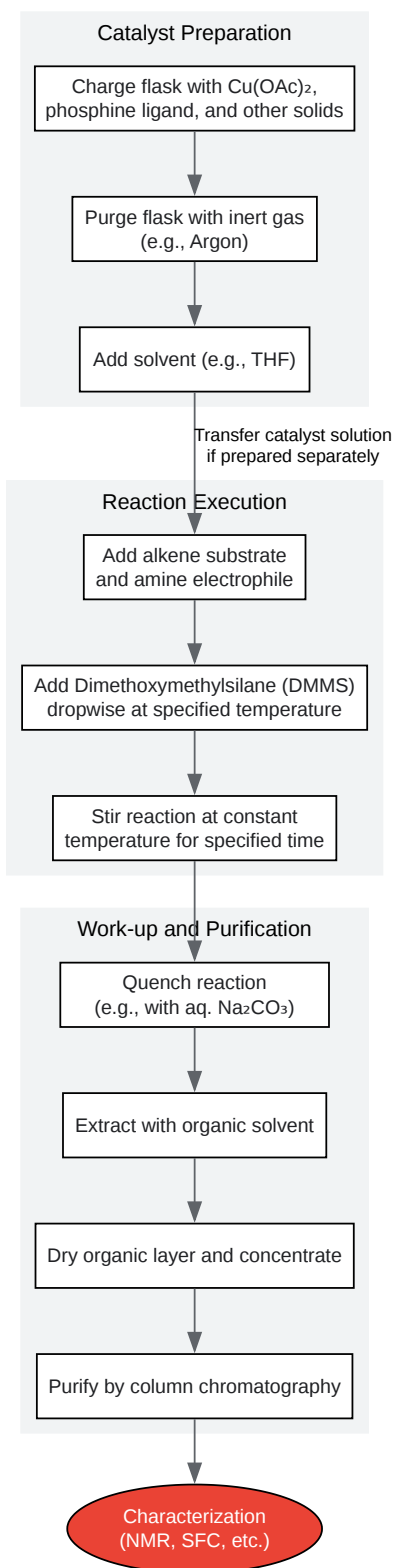 Catalyst Preparation
Charge flask with Cu(OAc)₂,
phosphine ligand, and other solids
Purge flask with inert gas
(e.g., Argon)
Add solvent (e.g., THF)
Transfer catalyst solution
if prepared separately
Reaction Execution
Add alkene substrate
and amine electrophile
Add Dimethoxymethylsilane (DMMS)
dropwise at specified temperature
Stir reaction at constant
temperature for specified time
Work-up and Purification
Quench reaction
(e.g., with aq. Na₂CO₃)
Extract with organic solvent
Dry organic layer and concentrate
Purify by column chromatography
Characterization
(NMR, SFC, etc.)